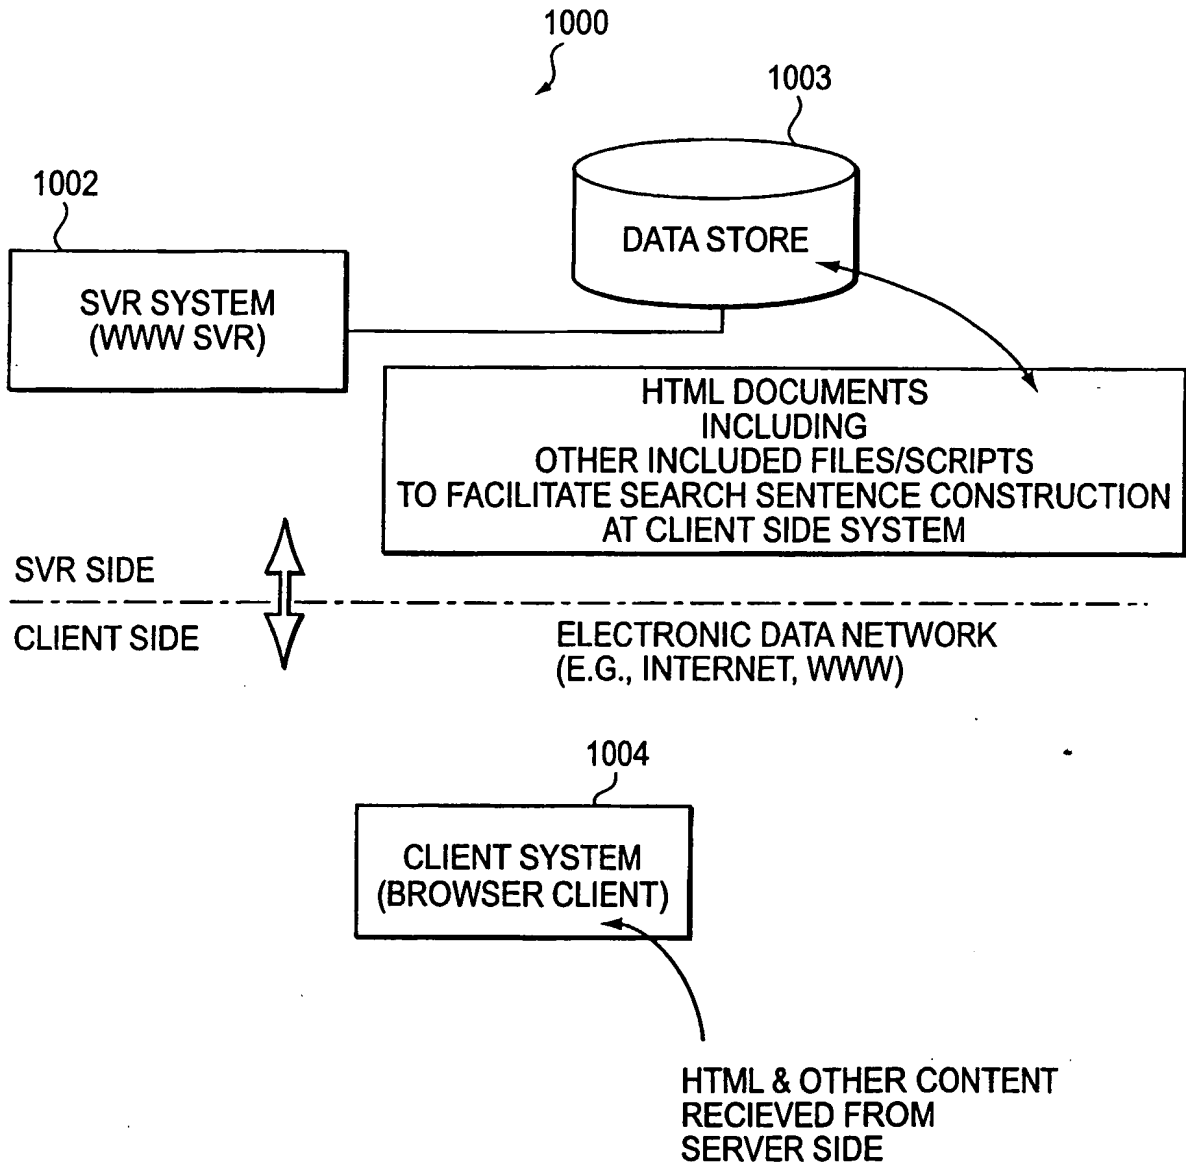 1000
1003
1002
DATA STORE
SVR SYSTEM
(WWW SVR)
HTML DOCUMENTS
INCLUDING
OTHER INCLUDED FILES/SCRIPTS
TO FACILITATE SEARCH SENTENCE CONSTRUCTION
AT CLIENT SIDE SYSTEM
SVR SIDE
CLIENT SIDE
ELECTRONIC DATA NETWORK
(E.G., INTERNET, WWW)
1004
CLIENT SYSTEM
(BROWSER CLIENT)
HTML & OTHER CONTENT
RECIEVED FROM
SERVER SIDE